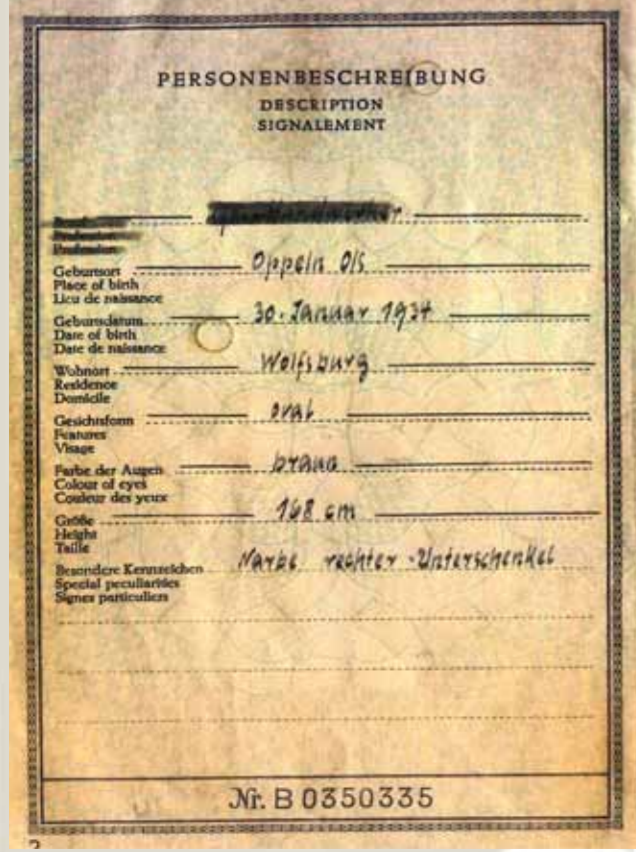 PERSONENBESCHREIBUNG
DESCRIPTION
SIGNALEMENT
Geburtsort Oppeln O/S
Place of birth
Lieu de naissance
Geburtsdatum 30. Januar 1934
Date of birth
Date de naissance
Wohnort Wolfsburg
Residence
Domicile
Gesichtsform oval
Features
Visage
Farbe der Augen braun
Colour of eyes
Couleur des yeux
Größe 168 cm
Height
Taille
Besondere Kennzeichen Narbe rechter Unterschenkel
Special peculiarities
Signes particuliers
Nr. B 0350335
2